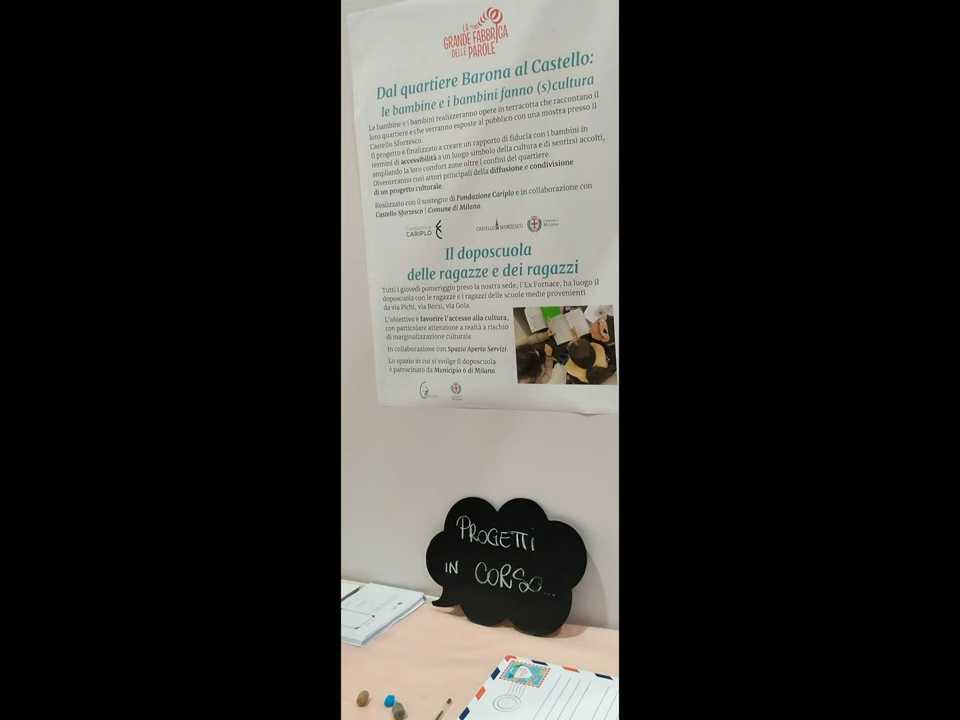 LA
GRANDE FABBRICA
DELLE PAROLE
Dal quartiere Barona al Castello:
le bambine e i bambini fanno (s)cultura
Le bambine e i bambini realizzeranno opere in terracotta che raccontano il
loro quartiere e che verranno esposte al pubblico con una mostra presso il
Castello Sforzesco.
Il progetto è finalizzato a creare un rapporto di fiducia con i bambini in
termini di accessibilità a un luogo simbolo della cultura e di sentirsi accolti,
ampliando la loro comfort zone oltre i confini del quartiere.
Diventeranno così attori principali della diffusione e condivisione
di un progetto culturale.
Realizzato con il sostegno di Fondazione Cariplo e in collaborazione con
Castello Sforzesco | Comune di Milano.
Fondazione
CARIPLO
CASTELLO SFORZESCO
Comune di
Milano
Il doposcuola
delle ragazze e dei ragazzi
Tutti i giovedì pomeriggio preso la nostra sede, l'Ex Fornace, ha luogo il
doposcuola con le ragazze e i ragazzi delle scuole medie provenienti
da via Pichi, via Borsi, via Gola.
L'obiettivo è favorire l'accesso alla cultura,
con particolare attenzione a realtà a rischio
di marginalizzazione culturale.
In collaborazione con Spazio Aperto Servizi.
Lo spazio in cui si svolge il doposcuola
è patrocinato da Municipio 6 di Milano.
PROGETTI
IN CORSO...